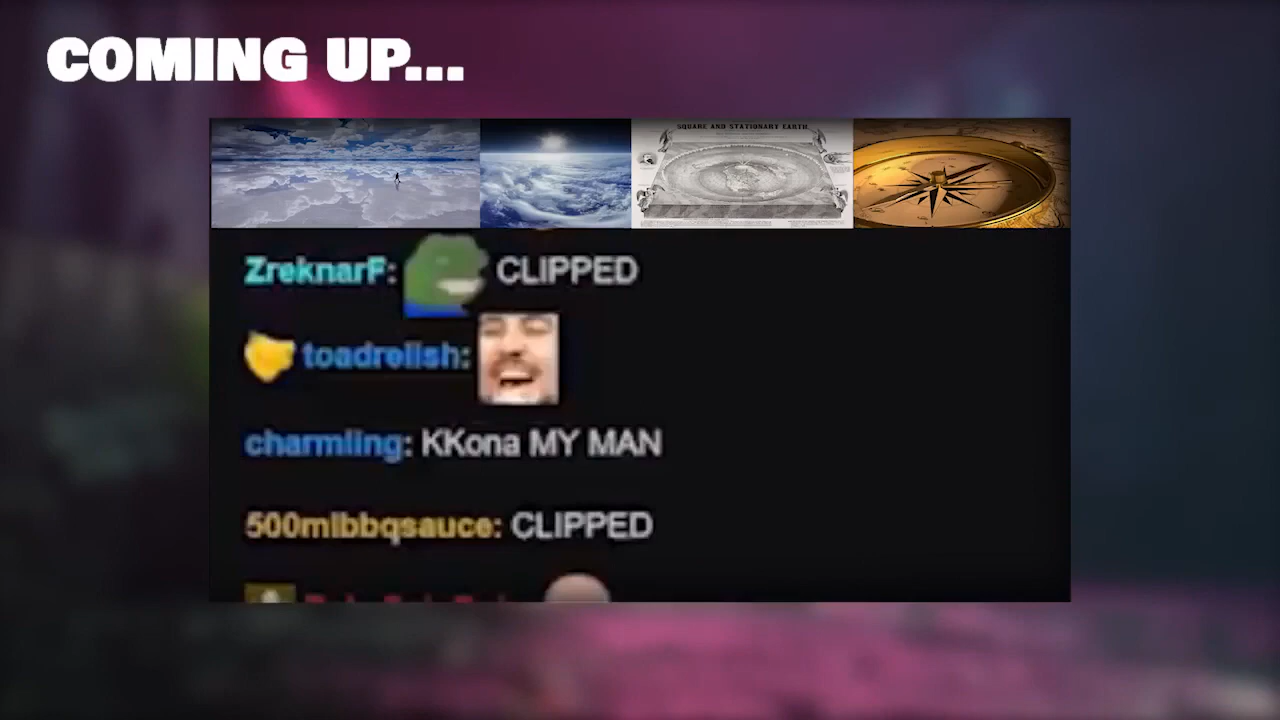 COMING UP...
SQUARE AND STATIONARY EARTH.
ZreknarF: CLIPPED
toadrelish:
charmling: KKona MY MAN
500mlbbqsauce: CLIPPED